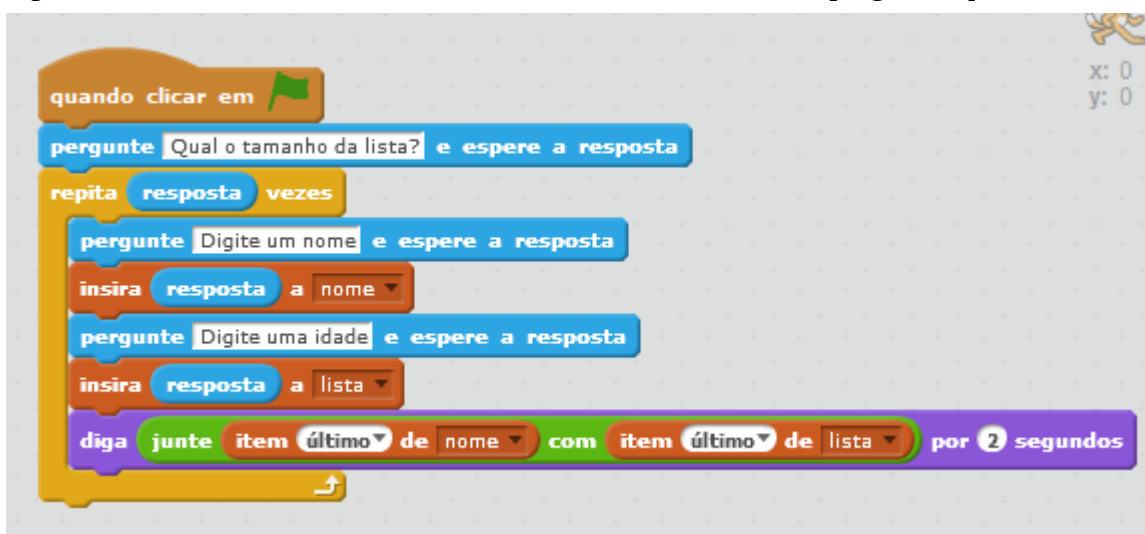 x: 0
y: 0
quando clicar em
pergunte Qual o tamanho da lista? e espere a resposta
repita resposta vezes
pergunte Digite um nome e espere a resposta
insira resposta a nome
pergunte Digite uma idade e espere a resposta
insira resposta a lista
diga junte item último de nome com item último de lista por 2 segundos